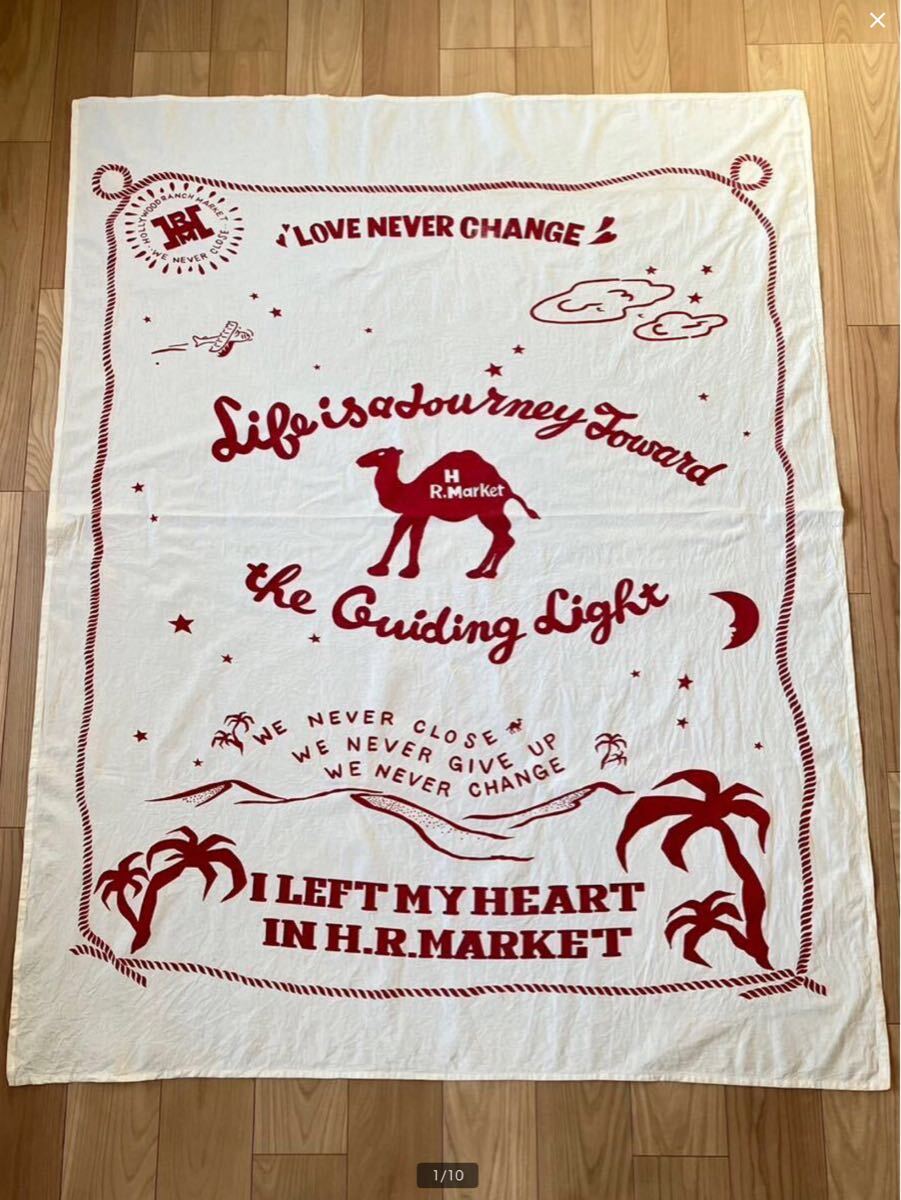 HOLLYWOOD RANCH MARKET
HRM
WE NEVER CLOSE
LOVE NEVER CHANGE
Life is a Journey Toward
H
R.Market
the Guiding Light
WE NEVER CLOSE
WE NEVER GIVE UP
WE NEVER CHANGE
I LEFT MY HEART
IN H.R.MARKET
1/10